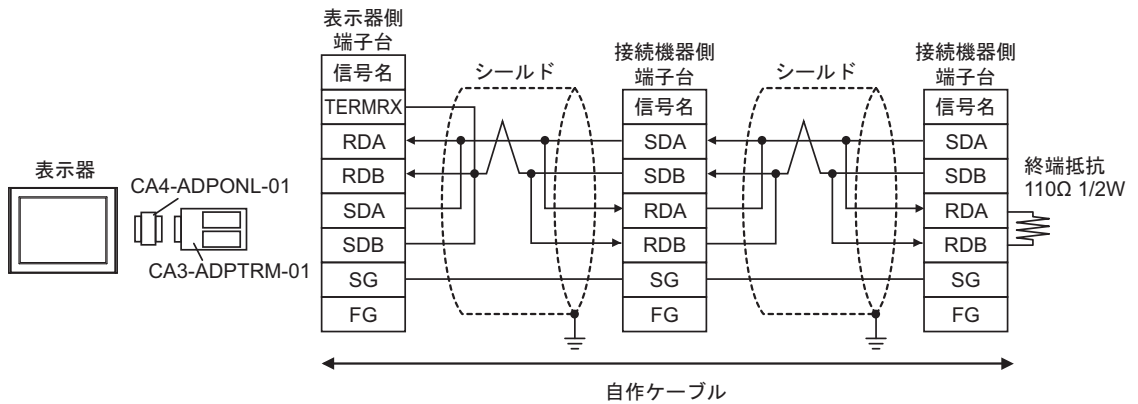 表示器
CA4-ADPONL-01
CA3-ADPTRM-01
表示器側
端子台
信号名
TERMRX
RDA
RDB
SDA
SDB
SG
FG
シールド
接続機器側
端子台
信号名
SDA
SDB
RDA
RDB
SG
FG
シールド
接続機器側
端子台
信号名
SDA
SDB
RDA
RDB
SG
FG
終端抵抗
110Ω 1/2W
自作ケーブル